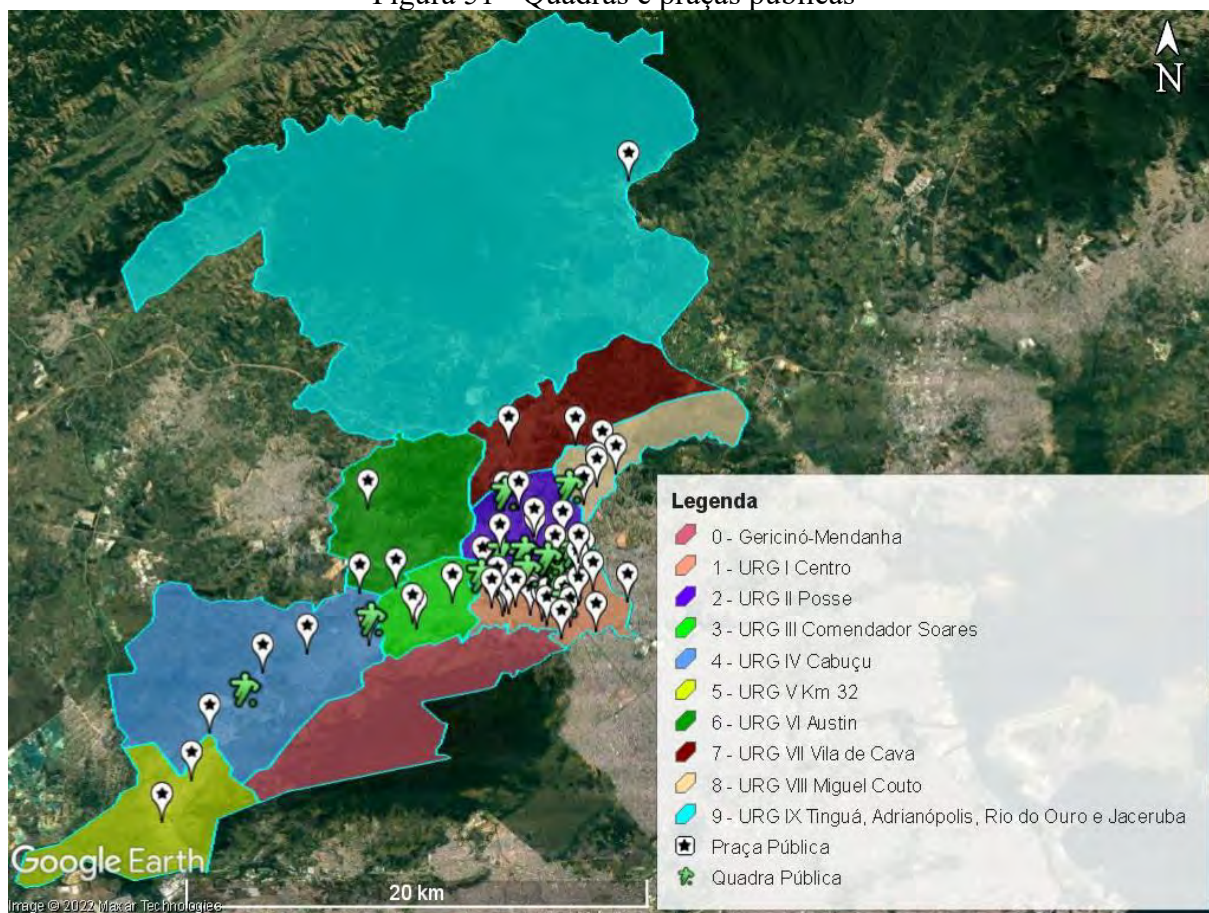 Figura 51 - Quadras e praças públicas
N
Legenda
0 - Gericinó-Mendanha
1 - URG I Centro
2 - URG II Posse
3 - URG III Comendador Soares
4 - URG IV Cabuçu
5 - URG V Km 32
6 - URG VI Austin
7 - URG VII Vila de Cava
8 - URG VIII Miguel Couto
9 - URG IX Tinguá, Adrianópolis, Rio do Ouro e Jaceruba
Praça Pública
Quadra Pública
Google Earth
20 km
Image © 2022 Maxar Technologies